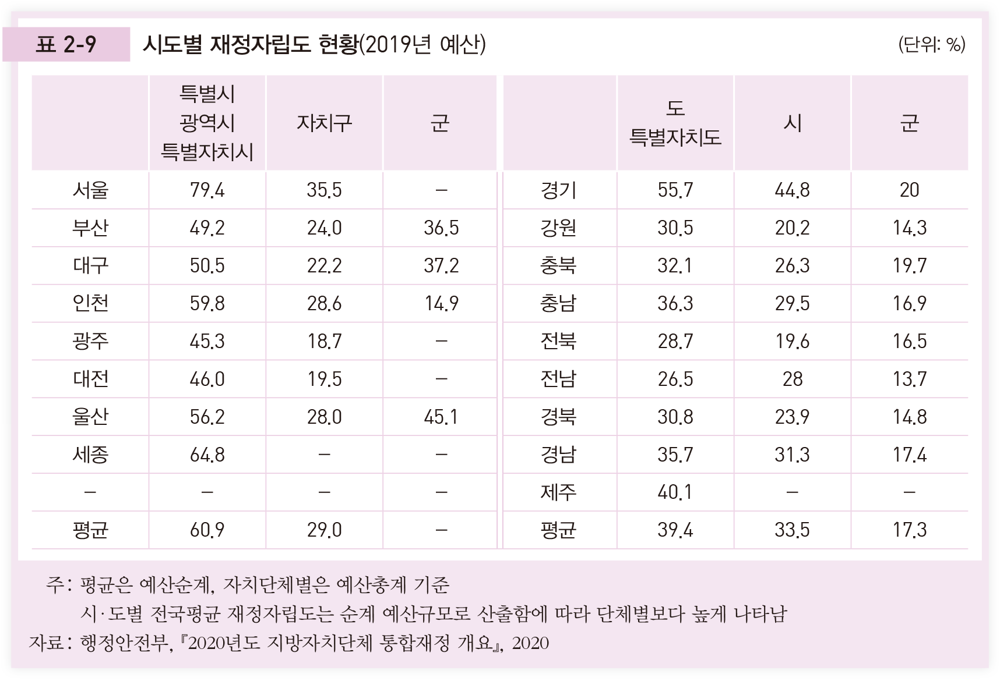 표 2-9 시도별 재정자립도 현황(2019년 예산) (단위: %)
특별시 광역시 특별자치시 자치구 군 도 특별자치도 시 군
서울 79.4 35.5 – 경기 55.7 44.8 20
부산 49.2 24.0 36.5 강원 30.5 20.2 14.3
대구 50.5 22.2 37.2 충북 32.1 26.3 19.7
인천 59.8 28.6 14.9 충남 36.3 29.5 16.9
광주 45.3 18.7 – 전북 28.7 19.6 16.5
대전 46.0 19.5 – 전남 26.5 28 13.7
울산 56.2 28.0 45.1 경북 30.8 23.9 14.8
세종 64.8 – – 경남 35.7 31.3 17.4
– – – – 제주 40.1 – –
평균 60.9 29.0 – 평균 39.4 33.5 17.3
주: 평균은 예산순계, 자치단체별은 예산총계 기준
시·도별 전국평균 재정자립도는 순계 예산규모로 산출함에 따라 단체별보다 높게 나타남
자료: 행정안전부, 『2020년도 지방자치단체 통합재정 개요』, 2020